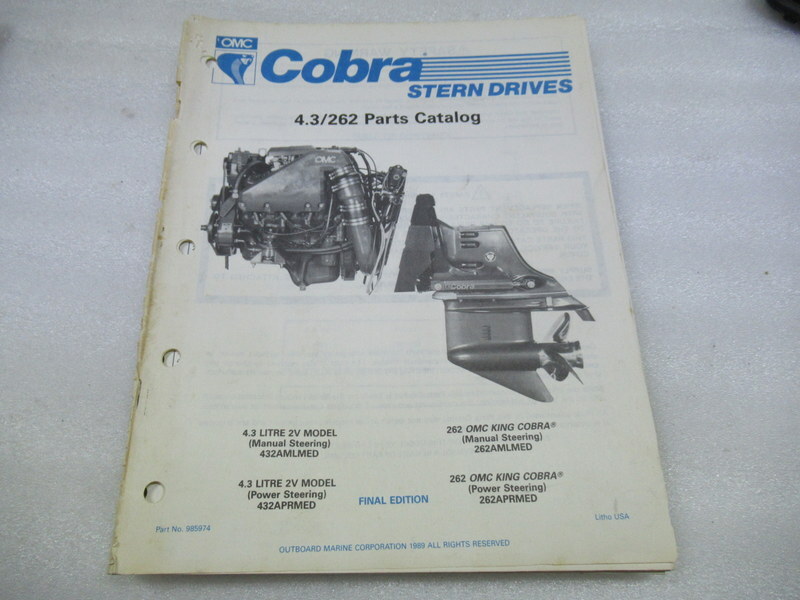 OMC
Cobra
STERN DRIVES
4.3/262 Parts Catalog
OMC
Cobra
4.3 LITRE 2V MODEL
(Manual Steering)
432AMLMED
262 OMC KING COBRA®
(Manual Steering)
262AMLMED
4.3 LITRE 2V MODEL
(Power Steering)
432APRMED
FINAL EDITION
262 OMC KING COBRA®
(Power Steering)
262APRMED
Part No. 985974
Litho USA
OUTBOARD MARINE CORPORATION 1989 ALL RIGHTS RESERVED